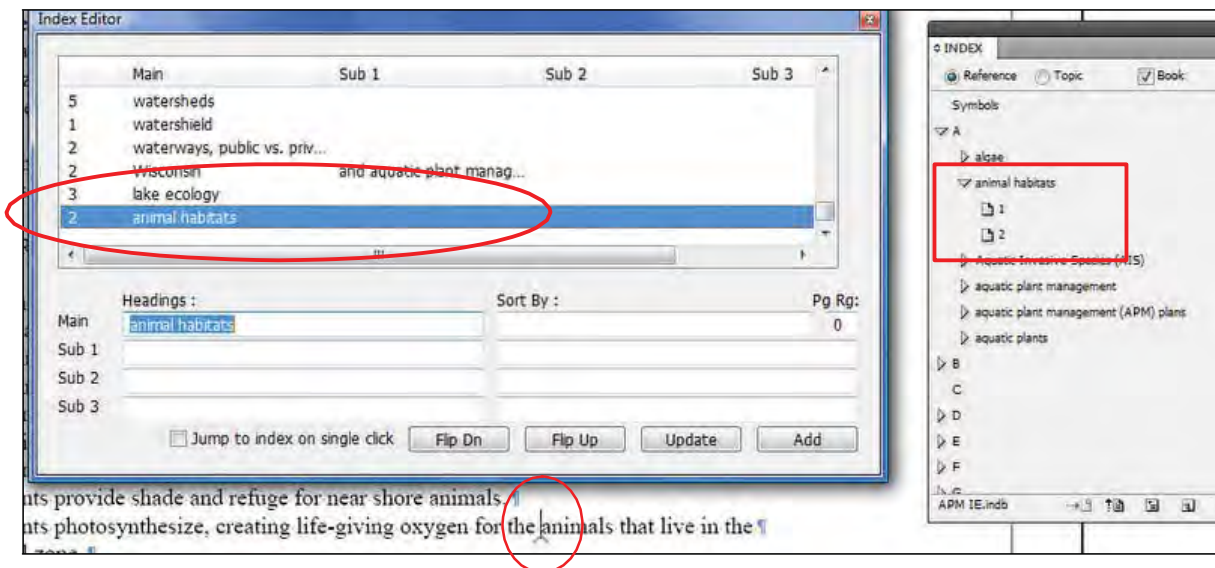 Index Editor
Main Sub 1 Sub 2 Sub 3
5 watersheds
1 watershield
2 waterways, public vs. priv...
2 Wisconsin and aquatic plant manag...
3 lake ecology
2 animal habitats
Headings : Sort By : Pg Rg:
Main animal habitats 0
Sub 1
Sub 2
Sub 3
Jump to index on single click Flip Dn Flip Up Update Add
nts provide shade and refuge for near shore animals. ¶
nts photosynthesize, creating life-giving oxygen for the animals that live in the ¶
zone. ¶
INDEX
Reference Topic Book
Symbols
A
algae
animal habitats
1
2
Aquatic Invasive Species (AIS)
aquatic plant management
aquatic plant management (APM) plans
aquatic plants
B
C
D
E
F
G
APM IE.indb